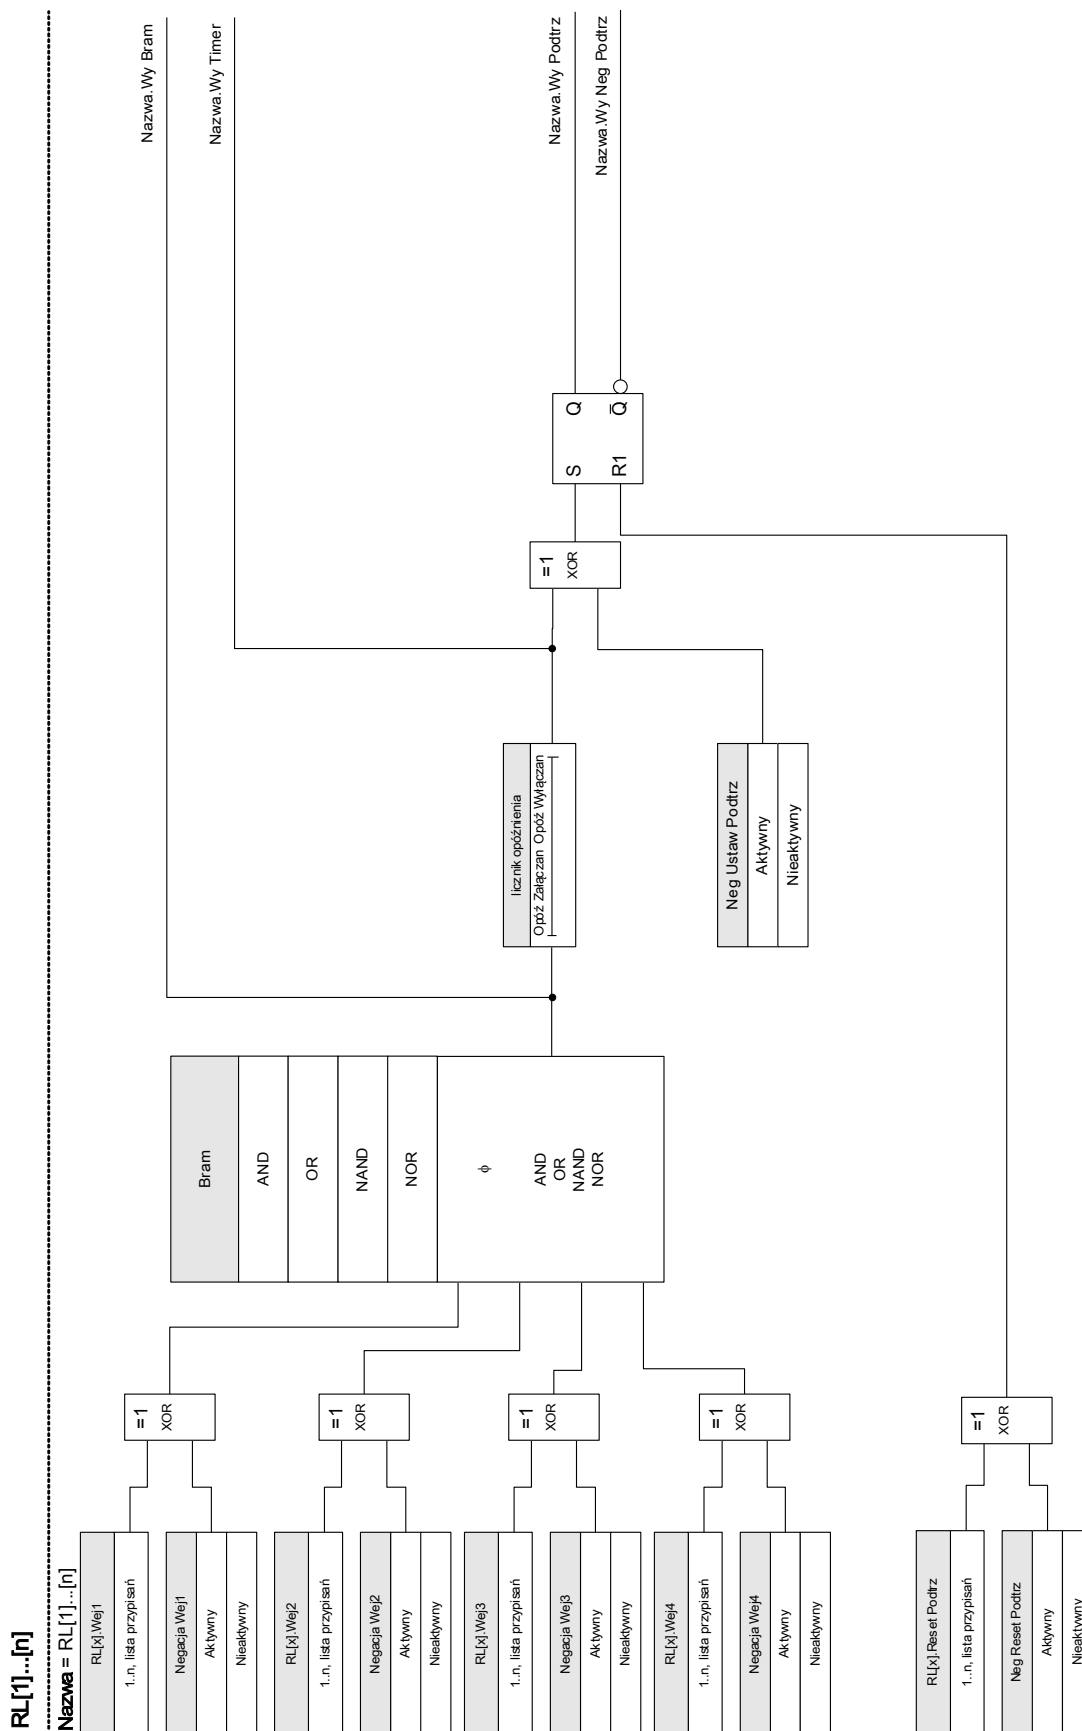 RL[1]...[n]
Nazwa = RL[1]...[n]
RL[x].Wej1
1..n, lista przypisań
Negacja Wej1
Aktywny
Nieaktywny
RL[x].Wej2
1..n, lista przypisań
Negacja Wej2
Aktywny
Nieaktywny
RL[x].Wej3
1..n, lista przypisań
Negacja Wej3
Aktywny
Nieaktywny
RL[x].Wej4
1..n, lista przypisań
Negacja Wej4
Aktywny
Nieaktywny
RL[x].Reset Podtrz
1..n, lista przypisań
Neg Reset Podtrz
Aktywny
Nieaktywny
=1
XOR
=1
XOR
=1
XOR
=1
XOR
=1
XOR
Bram
AND
OR
NAND
NOR
ϕ
AND
OR
NAND
NOR
licznik opóźnienia
Opóź Załączan Opóź Wyłączan
Neg Ustaw Podtrz
Aktywny
Nieaktywny
=1
XOR
S Q
R1 Q̅
Nazwa.Wy Bram
Nazwa.Wy Timer
Nazwa.Wy Podtrz
Nazwa.Wy Neg Podtrz